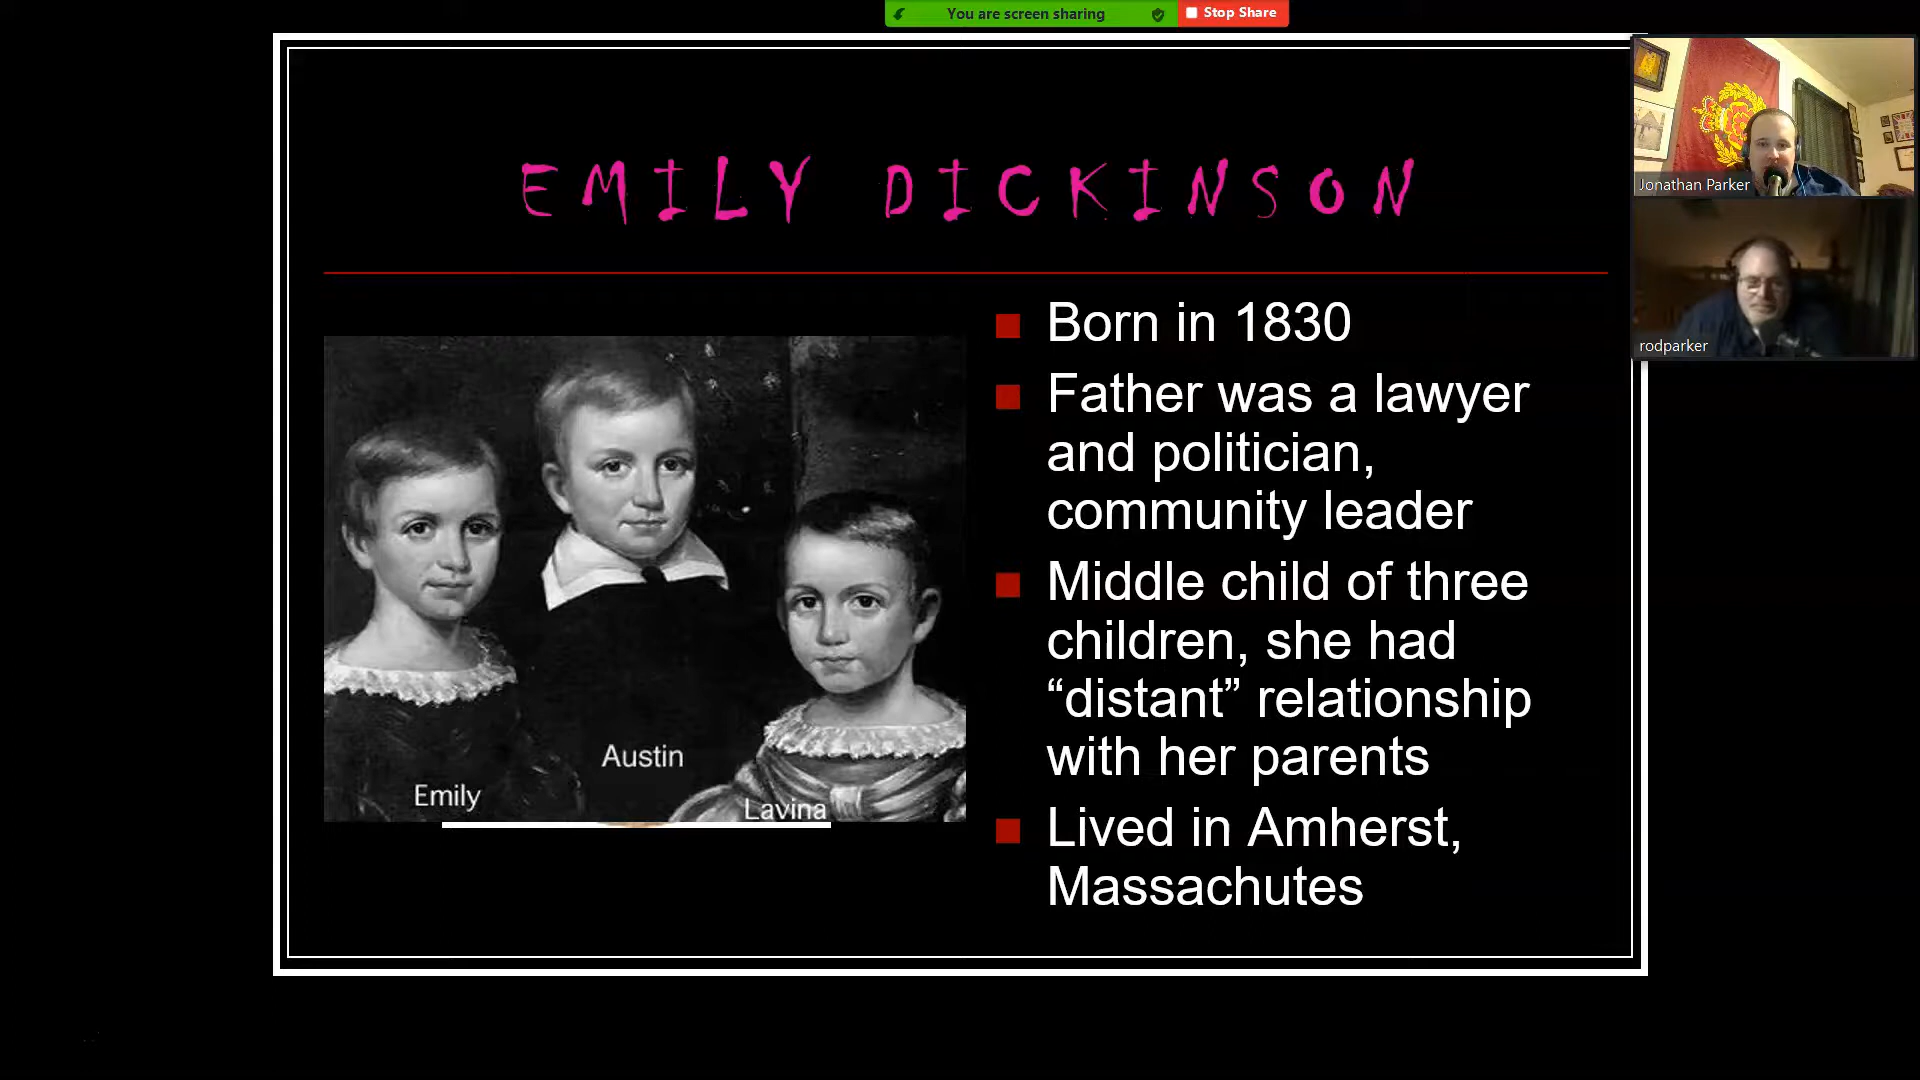 You are screen sharing
Stop Share
EMILY DICKINSON
Jonathan Parker
rodparker
Born in 1830
Father was a lawyer
and politician,
community leader
Middle child of three
children, she had
“distant” relationship
with her parents
Lived in Amherst,
Massachutes
Emily
Austin
Lavina